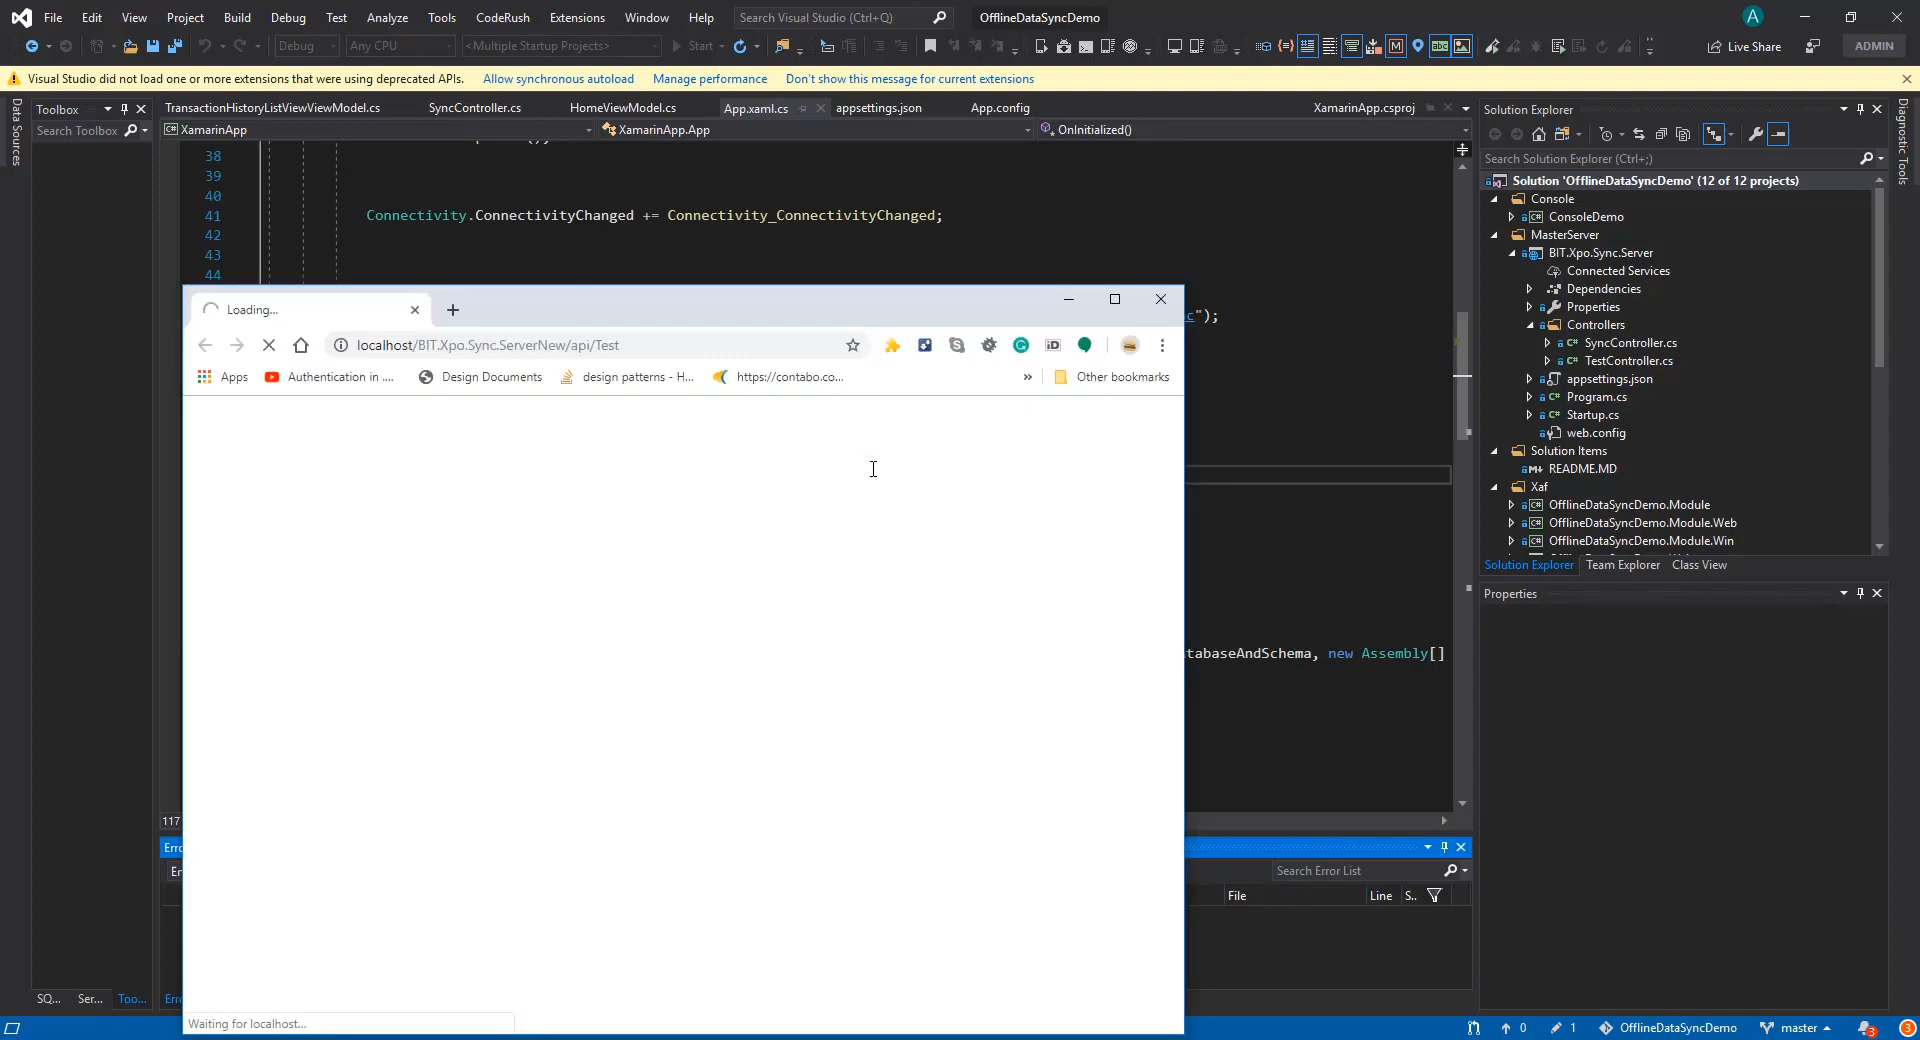 File Edit View Project Build Debug Test Analyze Tools CodeRush Extensions Window Help Search Visual Studio (Ctrl+Q) OfflineDataSyncDemo A
Debug Any CPU <Multiple Startup Projects> Start Live Share ADMIN
Visual Studio did not load one or more extensions that were using deprecated APIs. Allow synchronous autoload Manage performance Don't show this message for current extensions
Data Sources
Toolbox
Search Toolbox
TransactionHistoryListViewViewModel.cs SyncController.cs HomeViewModel.cs App.xaml.cs appsettings.json App.config XamarinApp.csproj
XamarinApp XamarinApp.App OnInitialized()
38
39
40
41 Connectivity.ConnectivityChanged += Connectivity_ConnectivityChanged;
42
43
44
c");
tabaseAndSchema, new Assembly[]
Loading...
localhost/BIT.Xpo.Sync.ServerNew/api/Test
Apps Authentication in .... Design Documents design patterns - H... https://contabo.co... » Other bookmarks
Waiting for localhost...
117
Erro
Er
Search Error List
File Line S..
SQ... Ser... Too... Erro
Solution Explorer
Search Solution Explorer (Ctrl+;)
Solution 'OfflineDataSyncDemo' (12 of 12 projects)
Console
ConsoleDemo
MasterServer
BIT.Xpo.Sync.Server
Connected Services
Dependencies
Properties
Controllers
SyncController.cs
TestController.cs
appsettings.json
Program.cs
Startup.cs
web.config
Solution Items
README.MD
Xaf
OfflineDataSyncDemo.Module
OfflineDataSyncDemo.Module.Web
OfflineDataSyncDemo.Module.Win
Solution Explorer Team Explorer Class View
Properties
Diagnostic Tools
0 1 OfflineDataSyncDemo master 3 3